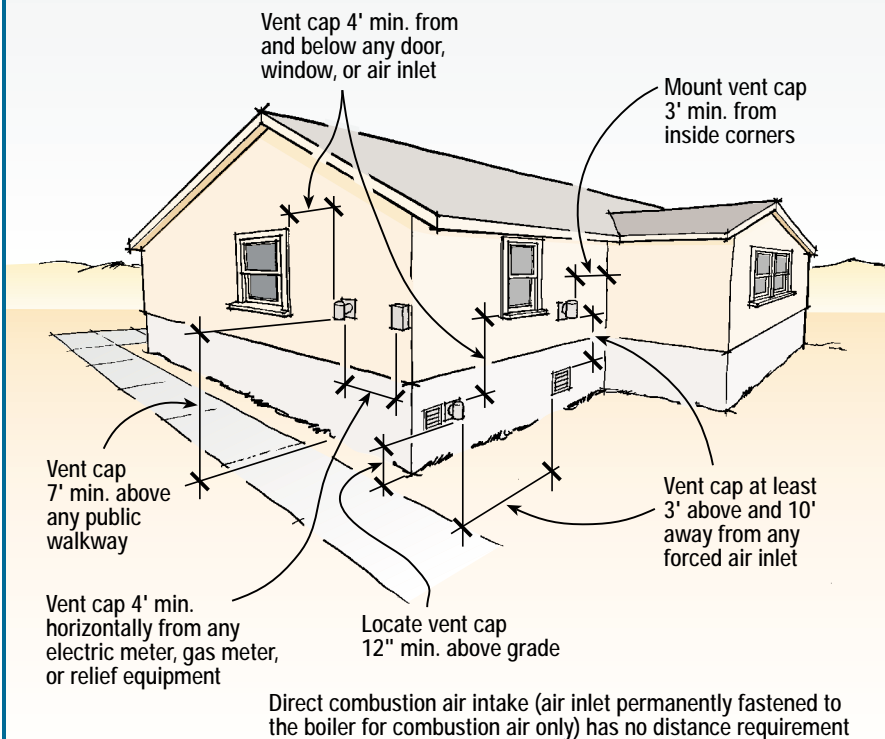 Vent cap 4' min. from
and below any door,
window, or air inlet
Mount vent cap
3' min. from
inside corners
Vent cap
7' min. above
any public
walkway
Vent cap at least
3' above and 10'
away from any
forced air inlet
Vent cap 4' min.
horizontally from any
electric meter, gas meter,
or relief equipment
Locate vent cap
12" min. above grade
Direct combustion air intake (air inlet permanently fastened to
the boiler for combustion air only) has no distance requirement